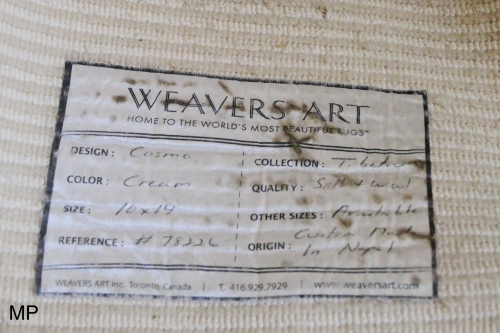 WEAVERS ART
HOME TO THE WORLD'S MOST BEAUTIFUL RUGS™
DESIGN: Cosmo
COLLECTION: Tibetan
COLOR: Cream
QUALITY: Silk & wool
SIZE: 10x14
OTHER SIZES: Available
REFERENCE: # 78226
ORIGIN: Custom Made
In Nepal
WEAVERS ART Inc. Toronto, Canada | T. 416.929.7929 | www.weaversart.com
MP